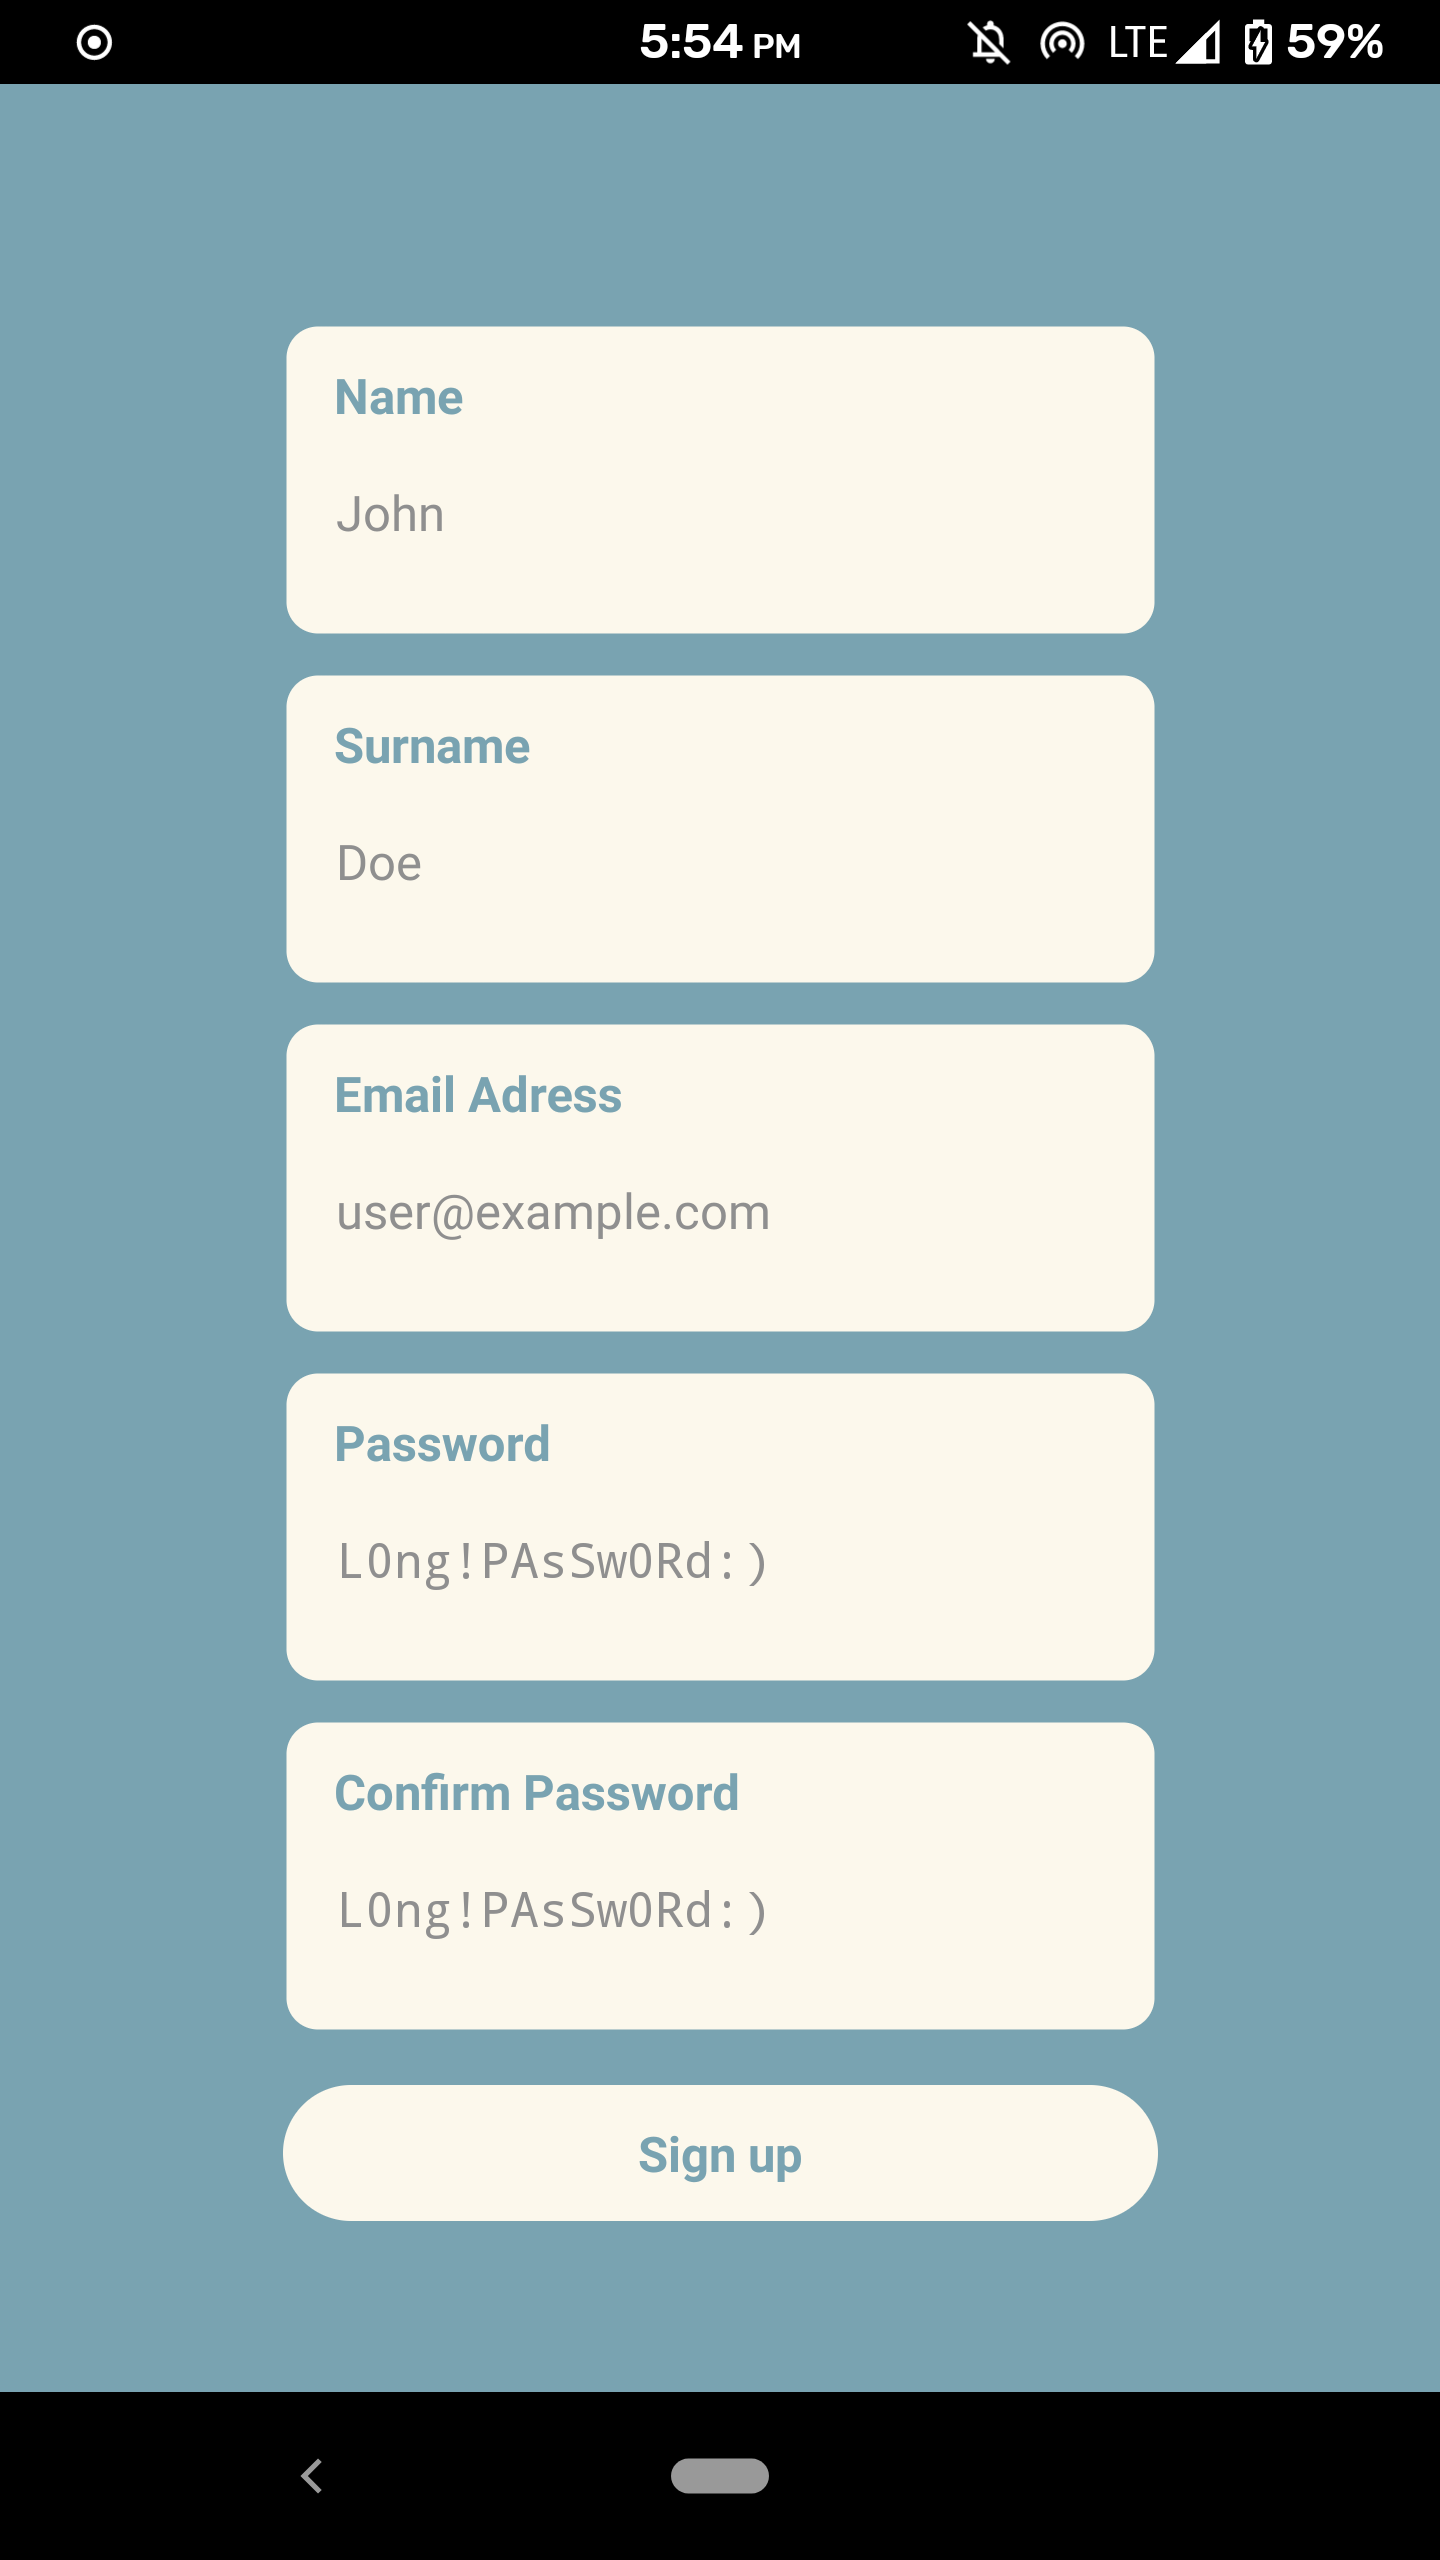 5:54 PM LTE 59%
Name
John
Surname
Doe
Email Adress
user@example.com
Password
L0ng!PAsSw0Rd:)
Confirm Password
L0ng!PAsSw0Rd:)
Sign up